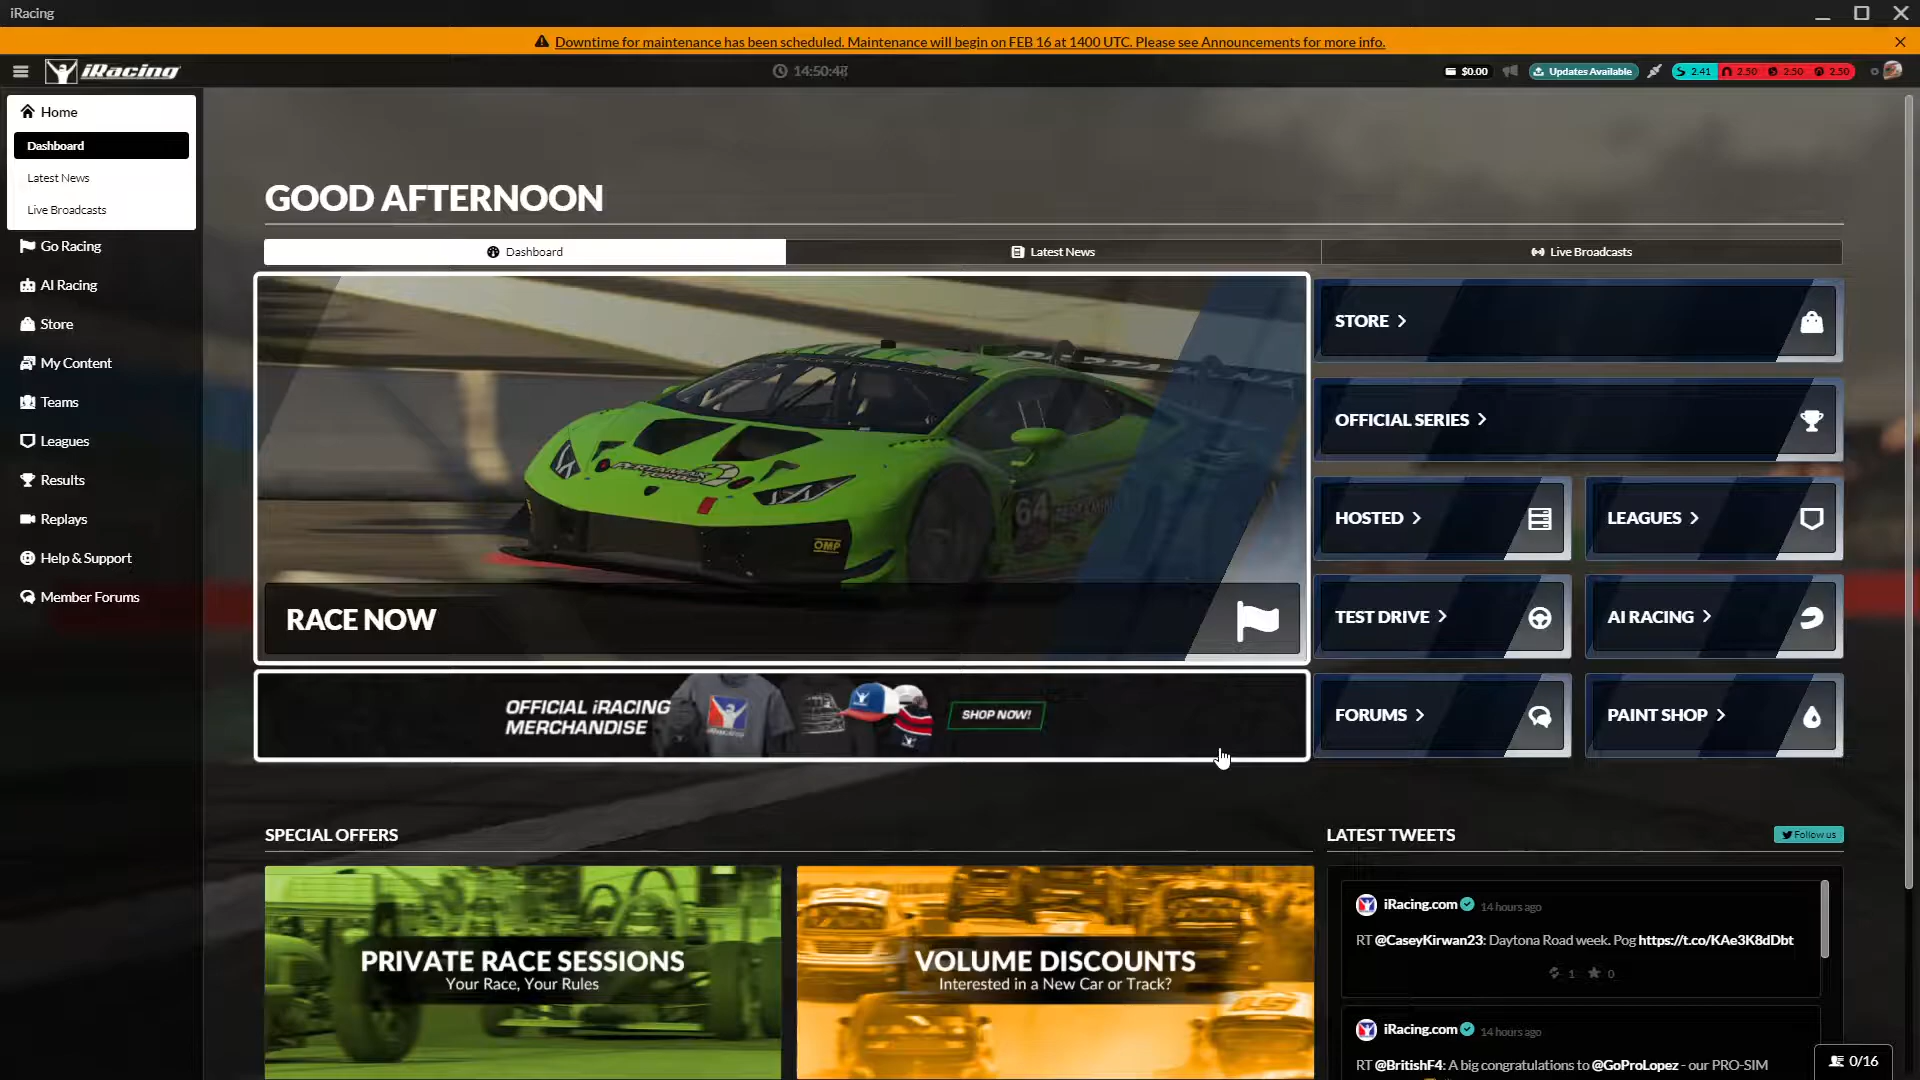 iRacing
Downtime for maintenance has been scheduled. Maintenance will begin on FEB 16 at 1400 UTC. Please see Announcements for more info.
iRacing
$0.00
Updates Available
2.41
2.50
2.50
2.50
Home
Dashboard
Latest News
Live Broadcasts
Go Racing
AI Racing
Store
My Content
Teams
Leagues
Results
Replays
Help & Support
Member Forums
GOOD AFTERNOON
Dashboard
Latest News
Live Broadcasts
64
OMP
RACE NOW
OFFICIAL iRACING
MERCHANDISE
SHOP NOW!
STORE
OFFICIAL SERIES
HOSTED
LEAGUES
TEST DRIVE
AI RACING
FORUMS
PAINT SHOP
SPECIAL OFFERS
PRIVATE RACE SESSIONS
Your Race, Your Rules
VOLUME DISCOUNTS
Interested in a New Car or Track?
LATEST TWEETS
Follow us
iRacing.com 14 hours ago
RT @CaseyKirwan23: Daytona Road week. Pog https://t.co/KAe3K8dDbt
1 0
iRacing.com 14 hours ago
RT @BritishF4: A big congratulations to @GoProLopez - our PRO-SIM
0/16